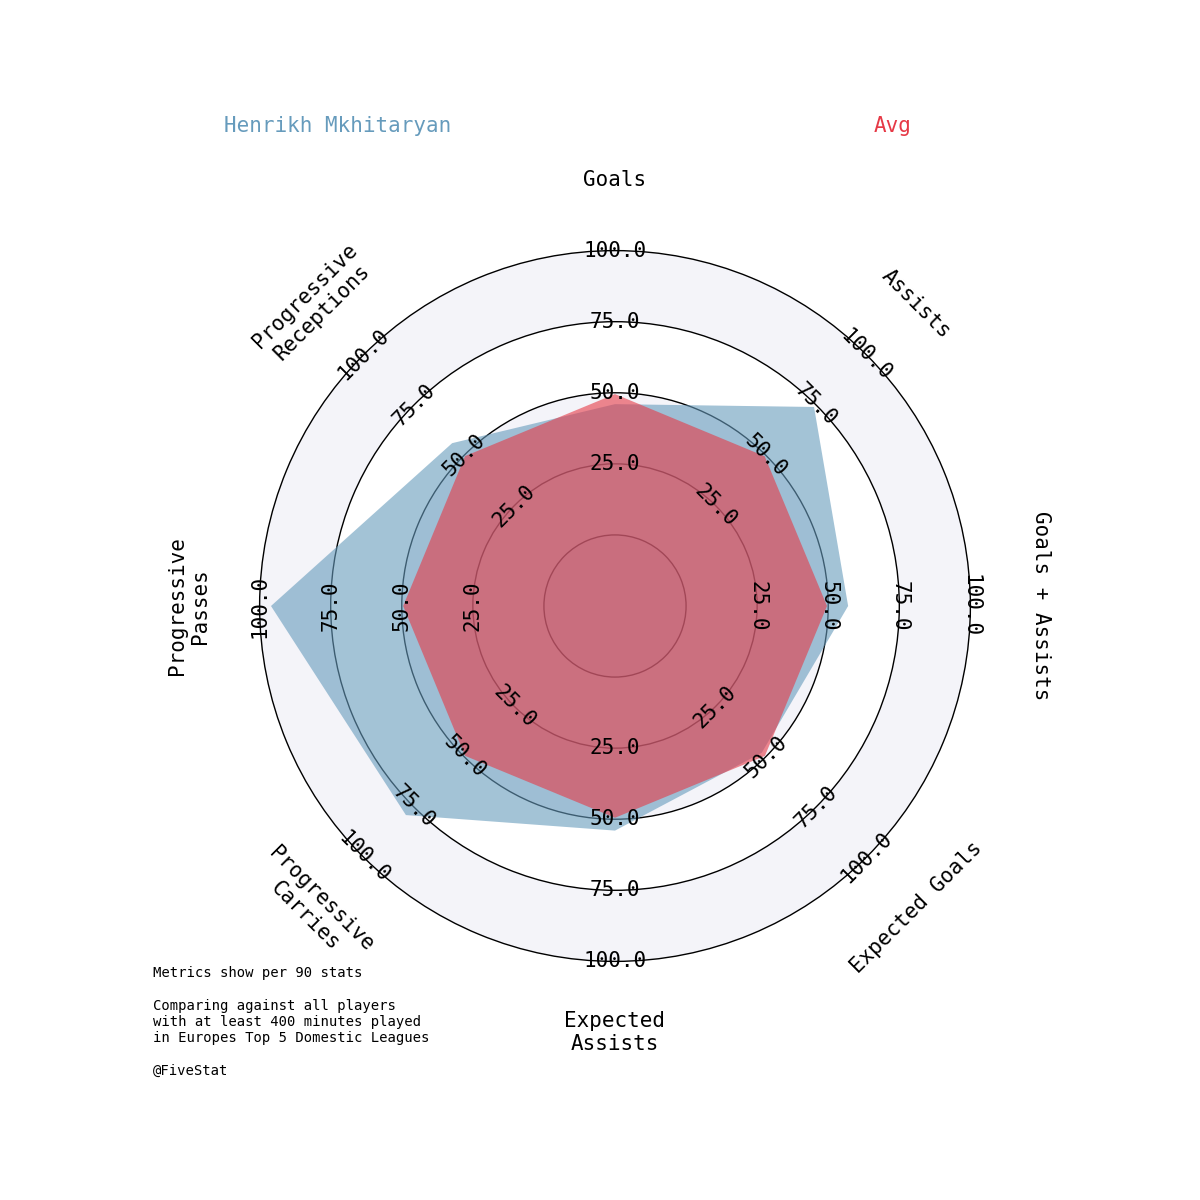 Henrikh Mkhitaryan
Avg
Goals
Assists
Goals + Assists
Expected Goals
Expected
Assists
Progressive
Carries
Progressive
Passes
Progressive
Receptions
25.0
50.0
75.0
100.0
25.0
50.0
75.0
100.0
25.0
50.0
75.0
100.0
25.0
50.0
75.0
100.0
25.0
50.0
75.0
100.0
25.0
50.0
75.0
100.0
25.0
50.0
75.0
100.0
25.0
50.0
75.0
100.0
Metrics show per 90 stats
Comparing against all players
with at least 400 minutes played
in Europes Top 5 Domestic Leagues
@FiveStat